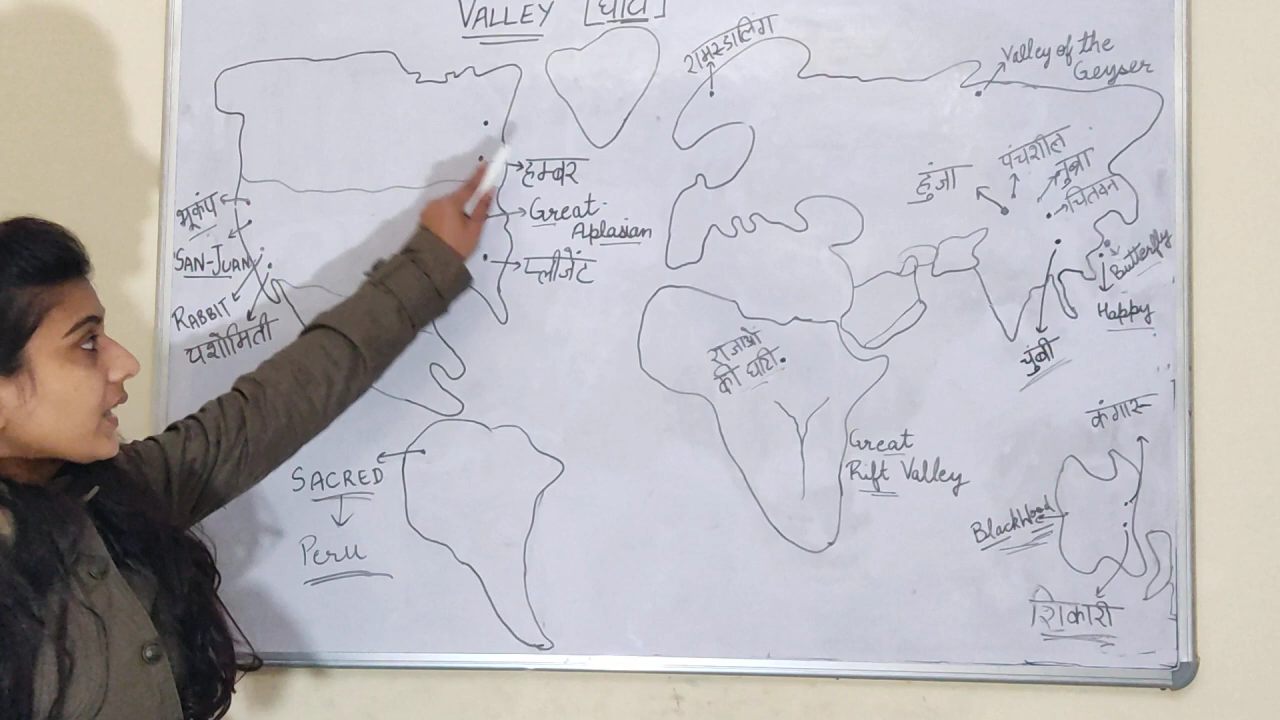 VALLEY [घाटी]
रामुस्डालिग
Valley of the
Geyser
हम्बर
Great
Aplasian
प्लीजेंट
भूकंप
SAN-JUAN
RABBIT
यशोमिती
हुंजा
पंचशील
नुब्रा
चितवन
Butterfly
Happy
चुंबी
राजाओं
की घाटी
Great
Rift Valley
SACRED
Peru
कंगारू
BlackWood
शिकारी